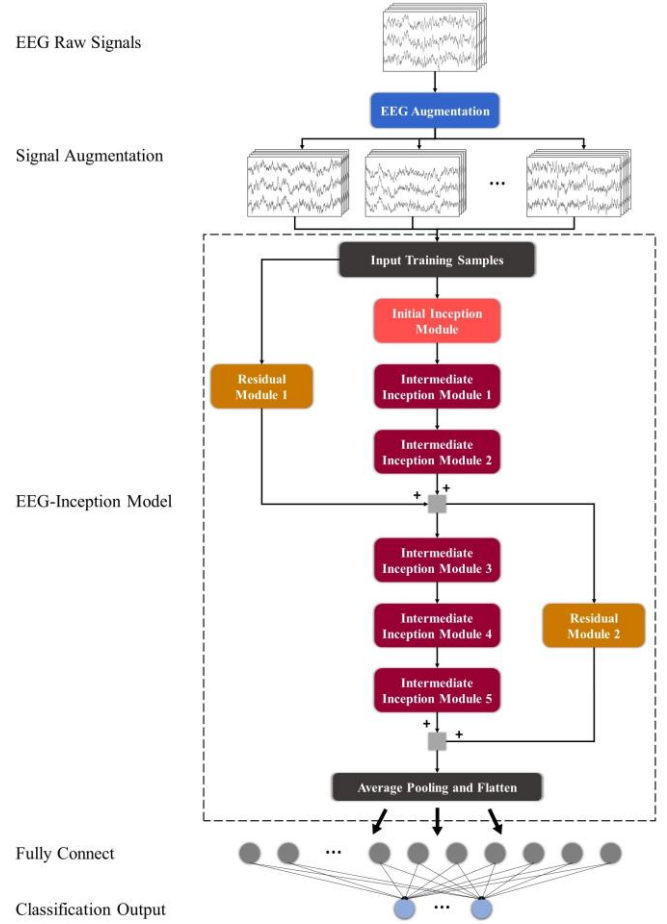 EEG Raw Signals
EEG Augmentation
Signal Augmentation
...
Input Training Samples
Initial Inception
Module
Residual
Module 1
Intermediate
Inception Module 1
Intermediate
Inception Module 2
+ +
EEG-Inception Model
Intermediate
Inception Module 3
Intermediate
Inception Module 4
Residual
Module 2
Intermediate
Inception Module 5
+ +
Average Pooling and Flatten
Fully Connect
...
Classification Output
...